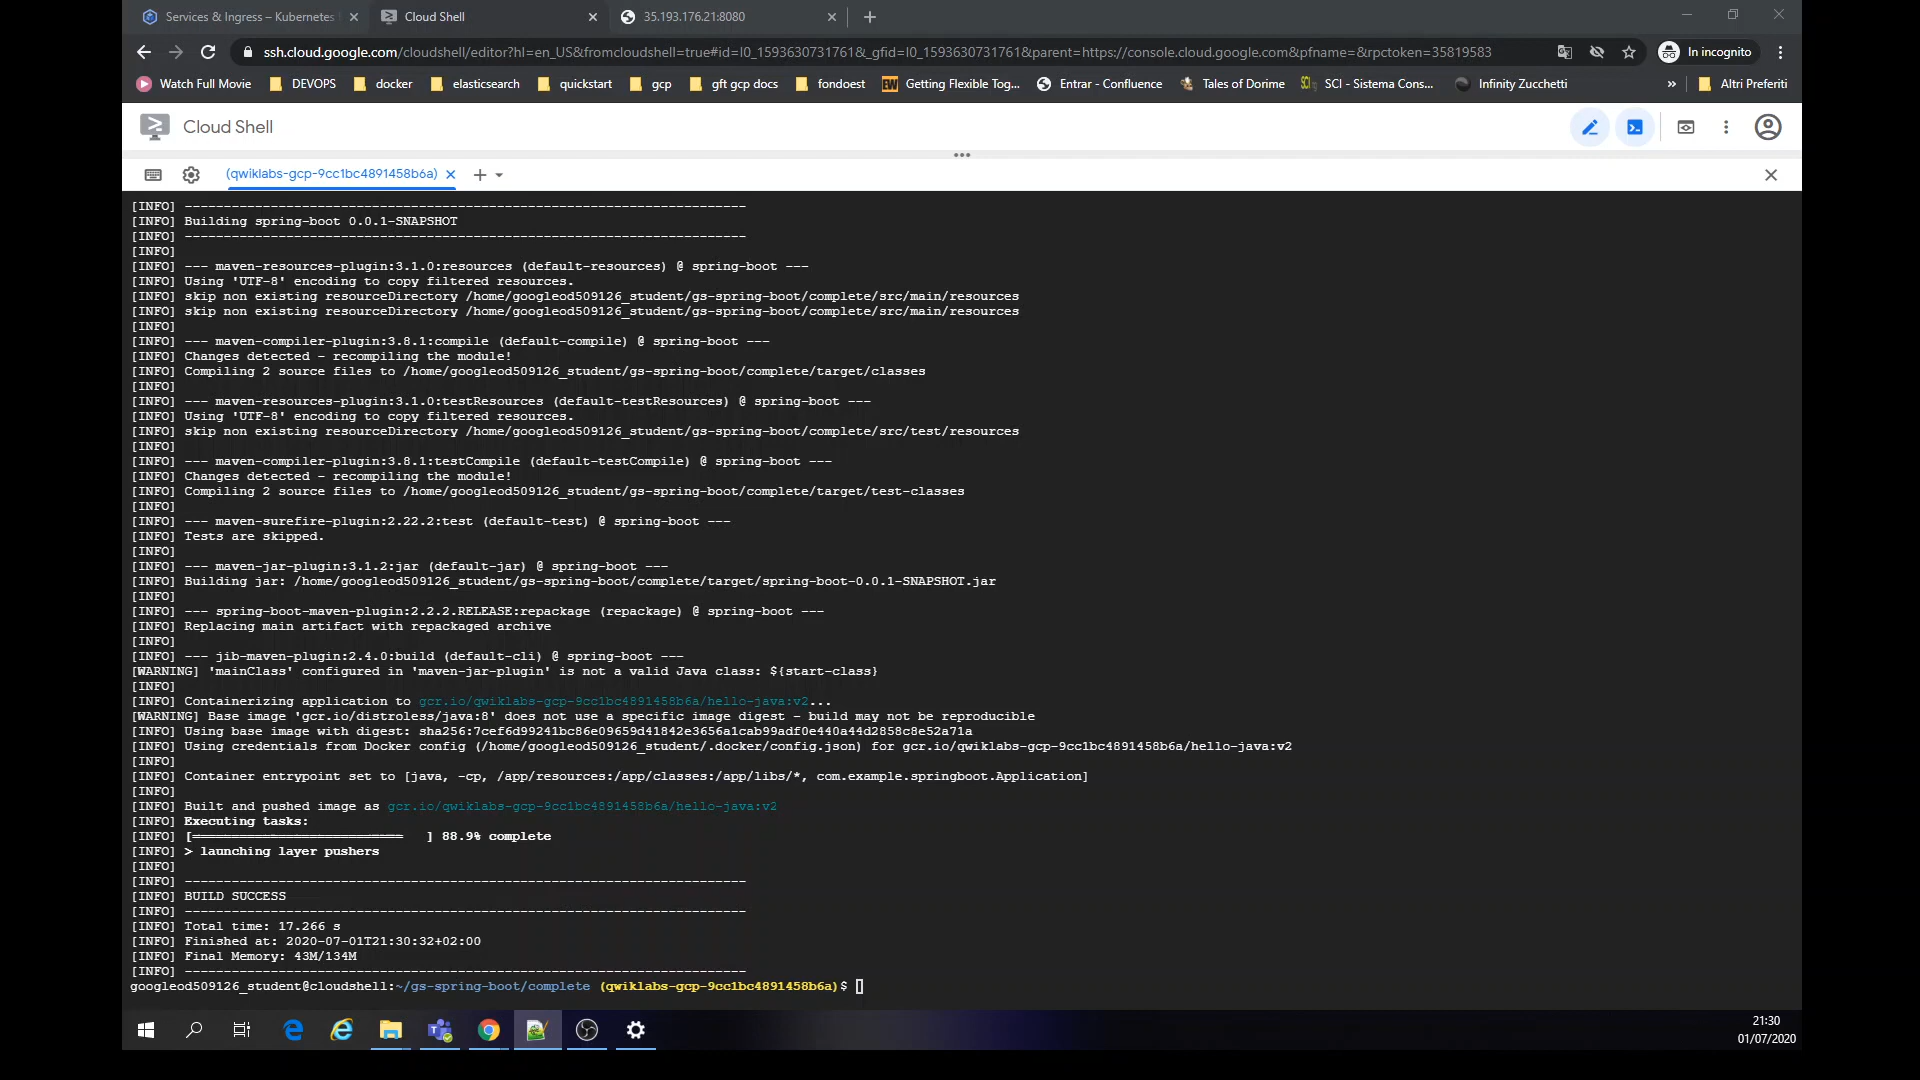 Services & Ingress – Kubernetes
Cloud Shell
35.193.176.21:8080
ssh.cloud.google.com/cloudshell/editor?hl=en_US&fromcloudshell=true#id=I0_1593630731761&_gfid=I0_1593630731761&parent=https://console.cloud.google.com&pfname=&rpctoken=35819583
In incognito
Watch Full Movie
DEVOPS
docker
elasticsearch
quickstart
gcp
gft gcp docs
fondoest
Getting Flexible Tog...
Entrar - Confluence
Tales of Dorime
SCI - Sistema Cons...
Infinity Zucchetti
»
Altri Preferiti
Cloud Shell
(qwiklabs-gcp-9cc1bc4891458b6a)
[INFO] ------------------------------------------------------------------------
[INFO] Building spring-boot 0.0.1-SNAPSHOT
[INFO] ------------------------------------------------------------------------
[INFO]
[INFO] --- maven-resources-plugin:3.1.0:resources (default-resources) @ spring-boot ---
[INFO] Using 'UTF-8' encoding to copy filtered resources.
[INFO] skip non existing resourceDirectory /home/googleod509126_student/gs-spring-boot/complete/src/main/resources
[INFO] skip non existing resourceDirectory /home/googleod509126_student/gs-spring-boot/complete/src/main/resources
[INFO]
[INFO] --- maven-compiler-plugin:3.8.1:compile (default-compile) @ spring-boot ---
[INFO] Changes detected - recompiling the module!
[INFO] Compiling 2 source files to /home/googleod509126_student/gs-spring-boot/complete/target/classes
[INFO]
[INFO] --- maven-resources-plugin:3.1.0:testResources (default-testResources) @ spring-boot ---
[INFO] Using 'UTF-8' encoding to copy filtered resources.
[INFO] skip non existing resourceDirectory /home/googleod509126_student/gs-spring-boot/complete/src/test/resources
[INFO]
[INFO] --- maven-compiler-plugin:3.8.1:testCompile (default-testCompile) @ spring-boot ---
[INFO] Changes detected - recompiling the module!
[INFO] Compiling 2 source files to /home/googleod509126_student/gs-spring-boot/complete/target/test-classes
[INFO]
[INFO] --- maven-surefire-plugin:2.22.2:test (default-test) @ spring-boot ---
[INFO] Tests are skipped.
[INFO]
[INFO] --- maven-jar-plugin:3.1.2:jar (default-jar) @ spring-boot ---
[INFO] Building jar: /home/googleod509126_student/gs-spring-boot/complete/target/spring-boot-0.0.1-SNAPSHOT.jar
[INFO]
[INFO] --- spring-boot-maven-plugin:2.2.2.RELEASE:repackage (repackage) @ spring-boot ---
[INFO] Replacing main artifact with repackaged archive
[INFO]
[INFO] --- jib-maven-plugin:2.4.0:build (default-cli) @ spring-boot ---
[WARNING] 'mainClass' configured in 'maven-jar-plugin' is not a valid Java class: ${start-class}
[INFO]
[INFO] Containerizing application to gcr.io/qwiklabs-gcp-9cc1bc4891458b6a/hello-java:v2...
[WARNING] Base image 'gcr.io/distroless/java:8' does not use a specific image digest - build may not be reproducible
[INFO] Using base image with digest: sha256:7cef6d99241bc86e09659d41842e3656a1cab99adf0e440a44d2858c8e52a71a
[INFO] Using credentials from Docker config (/home/googleod509126_student/.docker/config.json) for gcr.io/qwiklabs-gcp-9cc1bc4891458b6a/hello-java:v2
[INFO]
[INFO] Container entrypoint set to [java, -cp, /app/resources:/app/classes:/app/libs/*, com.example.springboot.Application]
[INFO]
[INFO] Built and pushed image as gcr.io/qwiklabs-gcp-9cc1bc4891458b6a/hello-java:v2
[INFO] Executing tasks:
[INFO] [===========================   ] 88.9% complete
[INFO] > launching layer pushers
[INFO]
[INFO] ------------------------------------------------------------------------
[INFO] BUILD SUCCESS
[INFO] ------------------------------------------------------------------------
[INFO] Total time: 17.266 s
[INFO] Finished at: 2020-07-01T21:30:32+02:00
[INFO] Final Memory: 43M/134M
[INFO] ------------------------------------------------------------------------
googleod509126_student@cloudshell:~/gs-spring-boot/complete (qwiklabs-gcp-9cc1bc4891458b6a)$
21:30
01/07/2020